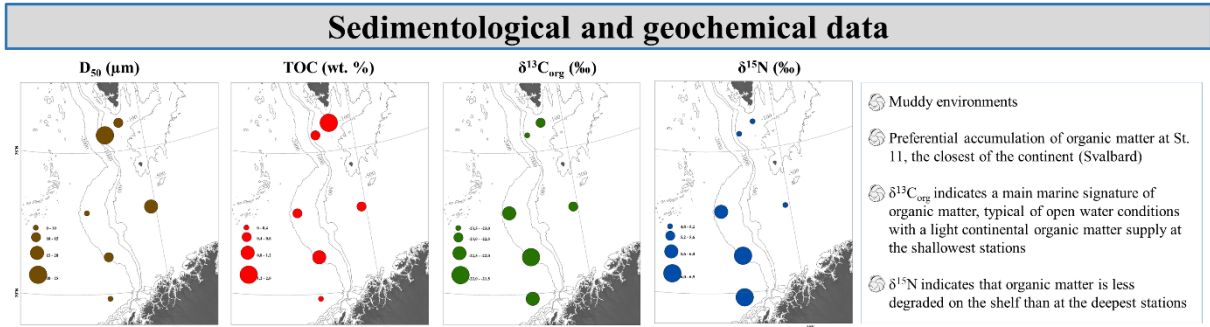 Sedimentological and geochemical data
D₅₀ (µm)
TOC (wt. %)
δ¹³Cₒᵣg (‰)
δ¹⁵N (‰)
Muddy environments
Preferential accumulation of organic matter at St.
11, the closest of the continent (Svalbard)
δ¹³Cₒᵣg indicates a main marine signature of
organic matter, typical of open water conditions
with a light continental organic matter supply at
the shallowest stations
δ¹⁵N indicates that organic matter is less
degraded on the shelf than at the deepest stations